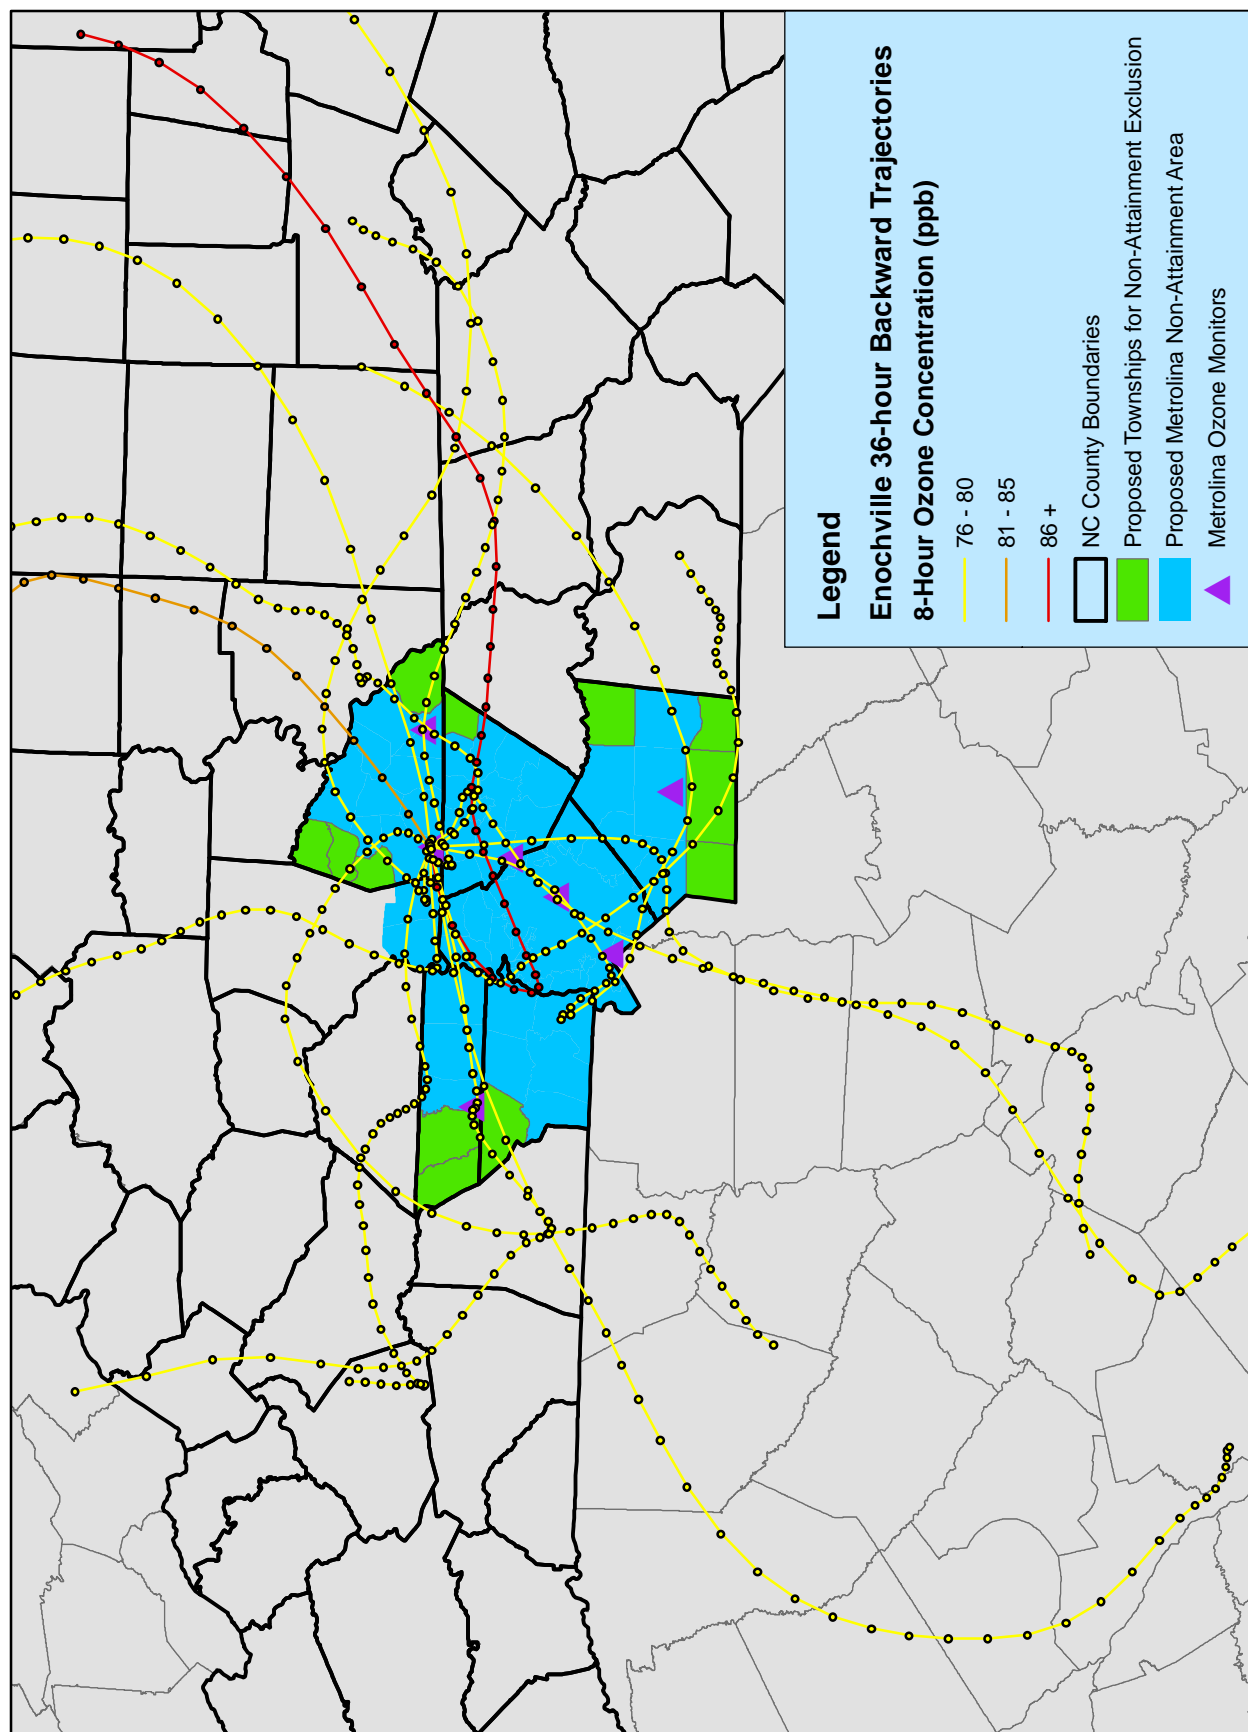 Legend
Enochville 36-hour Backward Trajectories
8-Hour Ozone Concentration (ppb)
76 - 80
81 - 85
86 +
NC County Boundaries
Proposed Townships for Non-Attainment Exclusion
Proposed Metrolina Non-Attainment Area
Metrolina Ozone Monitors